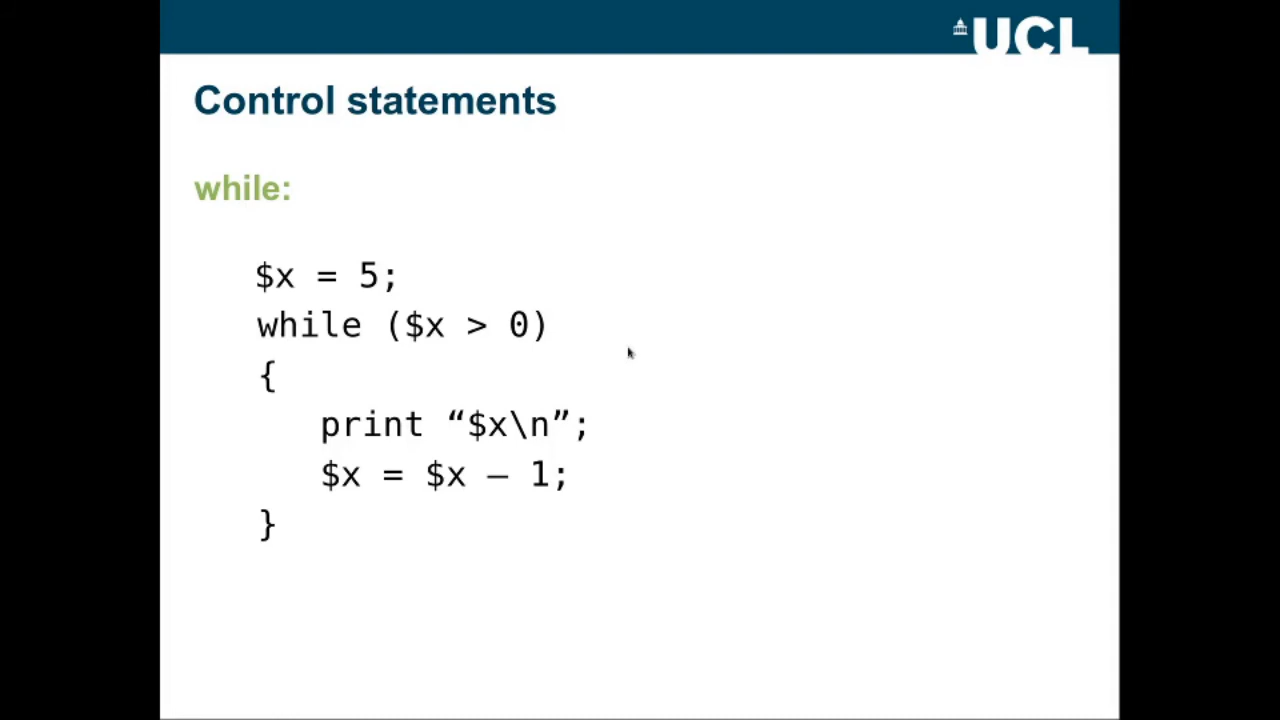 UCL
Control statements
while:
$x = 5;
while ($x > 0)
{
print “$x\n”;
$x = $x – 1;
}